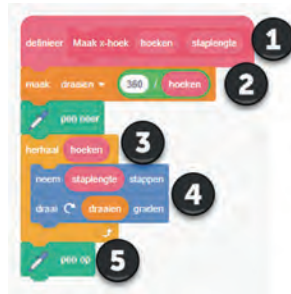 definieer Maak x-hoek hoeken staplengte 1
maak draaien 360 / hoeken 2
pen neer
herhaal hoeken 3
neem staplengte stappen 4
draai draaien graden
pen op 5